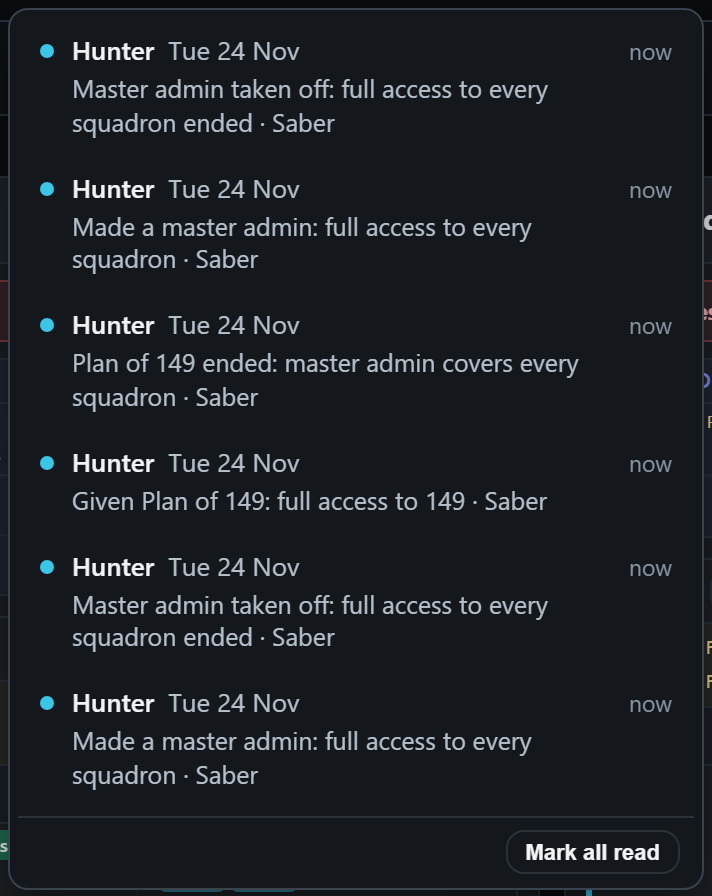 Hunter Tue 24 Nov now
Master admin taken off: full access to every
squadron ended · Saber
Hunter Tue 24 Nov now
Made a master admin: full access to every
squadron · Saber
Hunter Tue 24 Nov now
Plan of 149 ended: master admin covers every
squadron · Saber
Hunter Tue 24 Nov now
Given Plan of 149: full access to 149 · Saber
Hunter Tue 24 Nov now
Master admin taken off: full access to every
squadron ended · Saber
Hunter Tue 24 Nov now
Made a master admin: full access to every
squadron · Saber
Mark all read